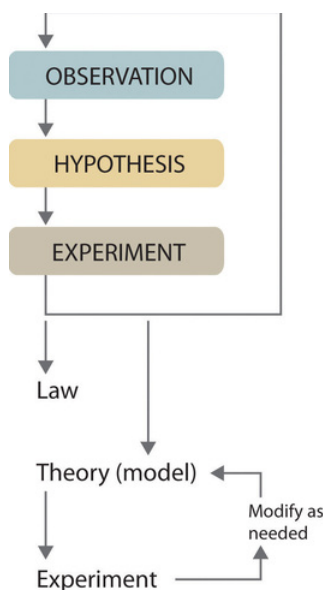 OBSERVATION
HYPOTHESIS
EXPERIMENT
Law
Theory (model)
Modify as
needed
Experiment